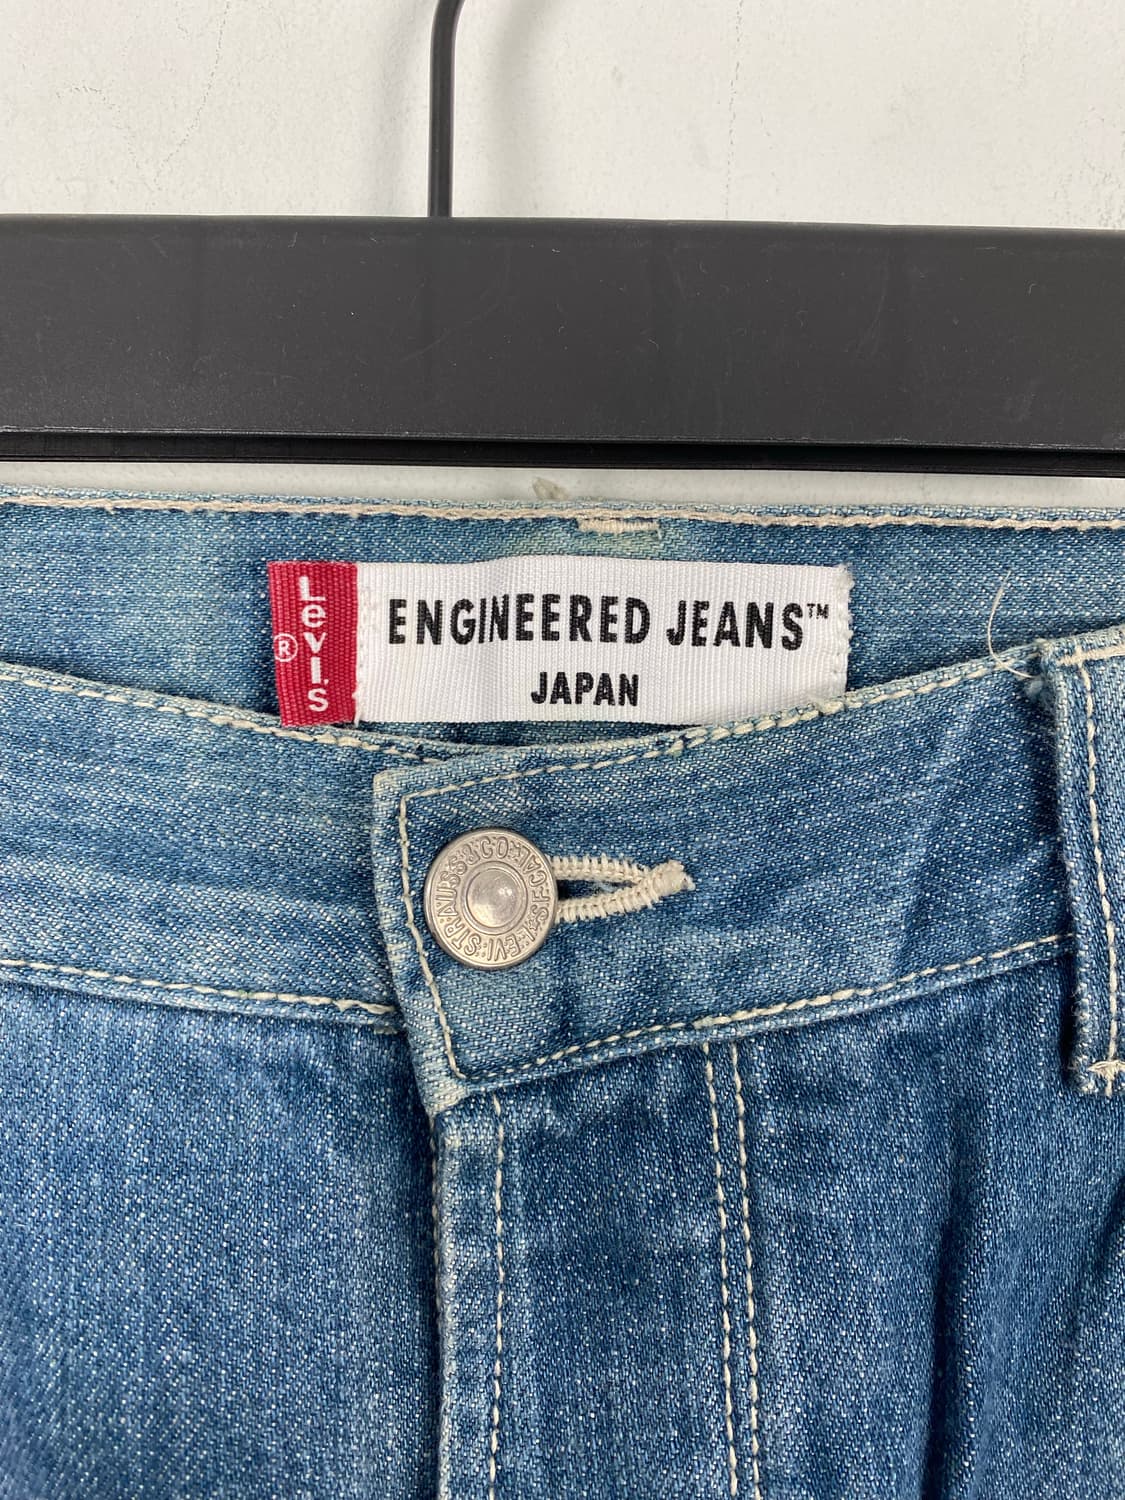 Levi's
®
ENGINEERED JEANS™
JAPAN
LEVI STRAUSS & CO S.F. CAL